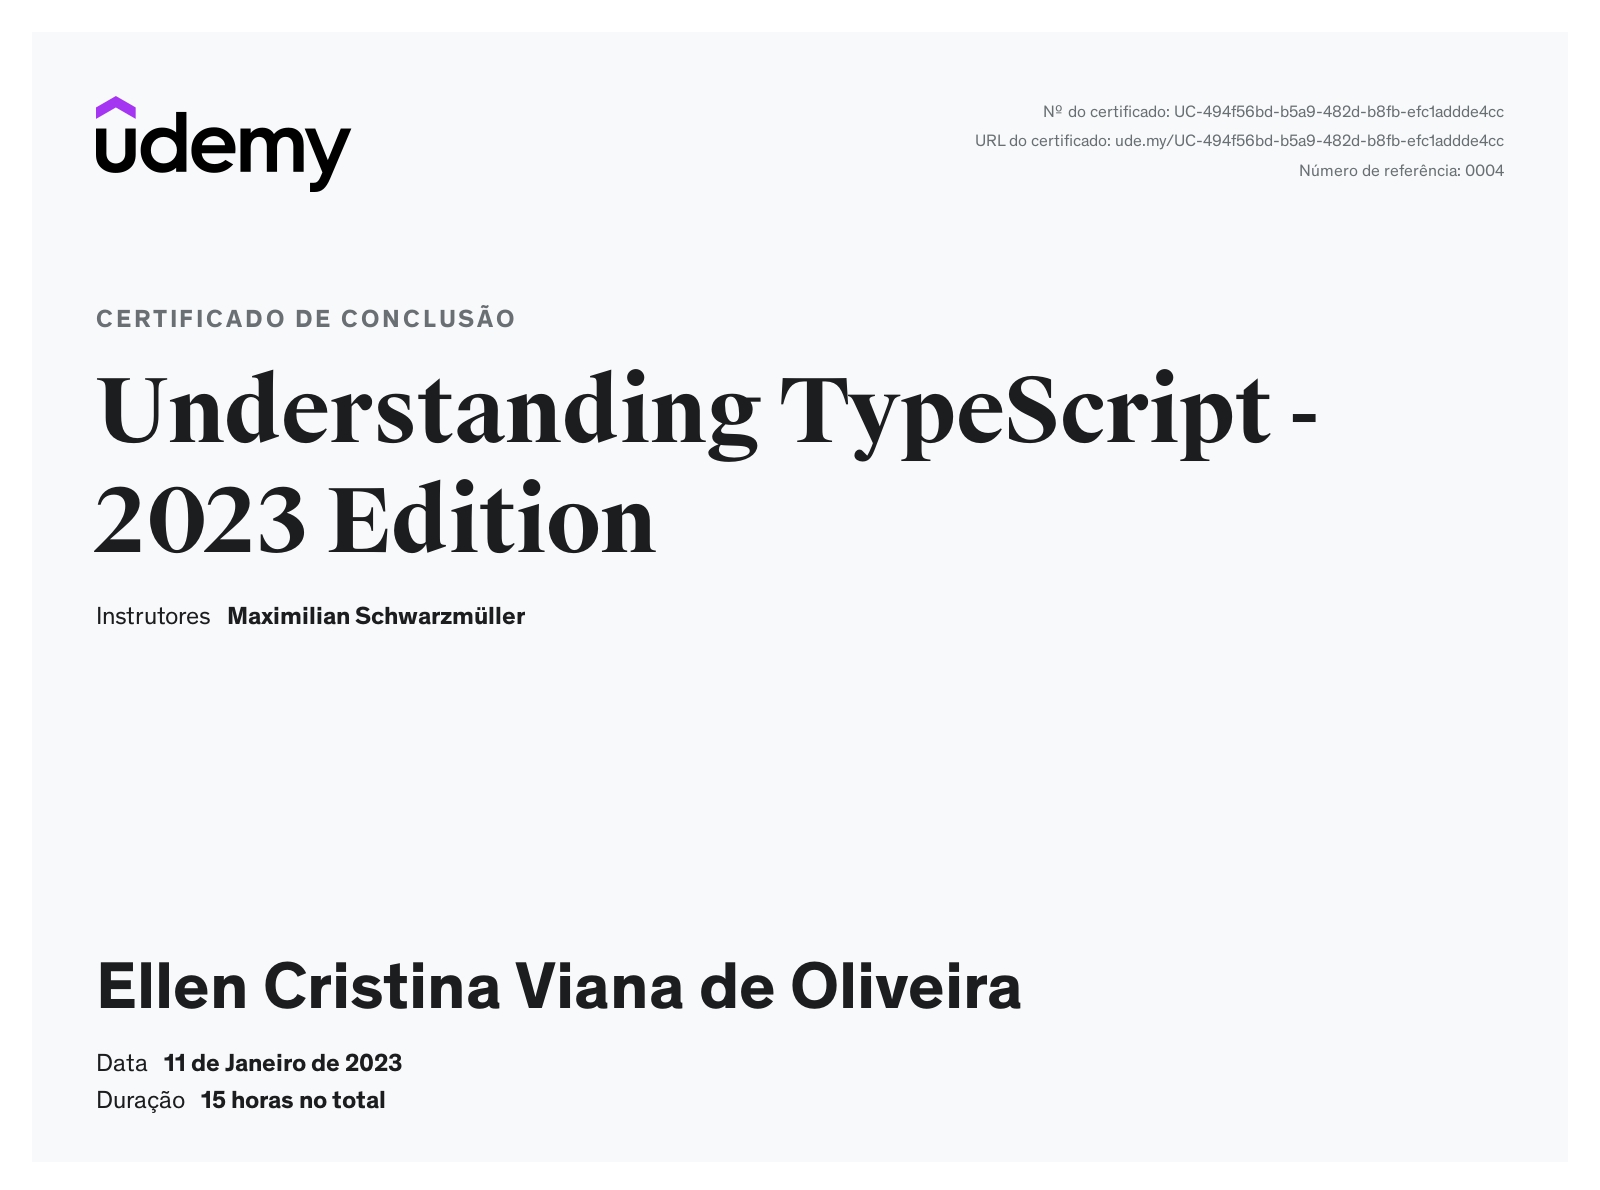 udemy
Nº do certificado: UC-494f56bd-b5a9-482d-b8fb-efc1addde4cc
URL do certificado: ude.my/UC-494f56bd-b5a9-482d-b8fb-efc1addde4cc
Número de referência: 0004
CERTIFICADO DE CONCLUSÃO
Understanding TypeScript -
2023 Edition
Instrutores Maximilian Schwarzmüller
Ellen Cristina Viana de Oliveira
Data 11 de Janeiro de 2023
Duração 15 horas no total